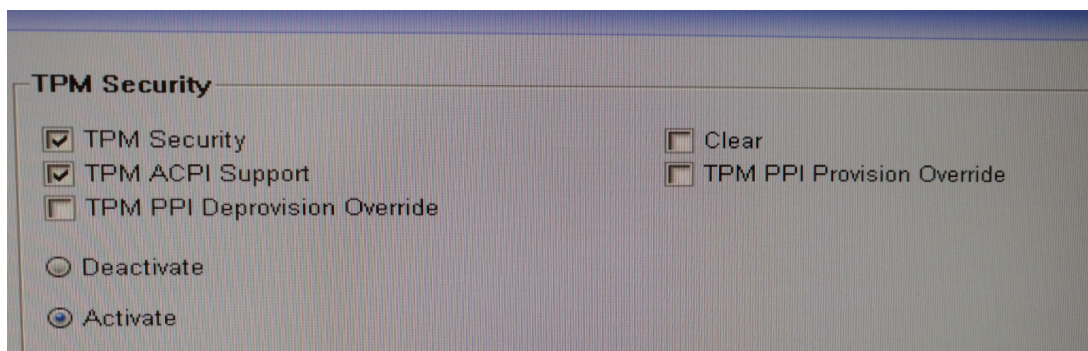 TPM Security
TPM Security
Clear
TPM ACPI Support
TPM PPI Provision Override
TPM PPI Deprovision Override
Deactivate
Activate